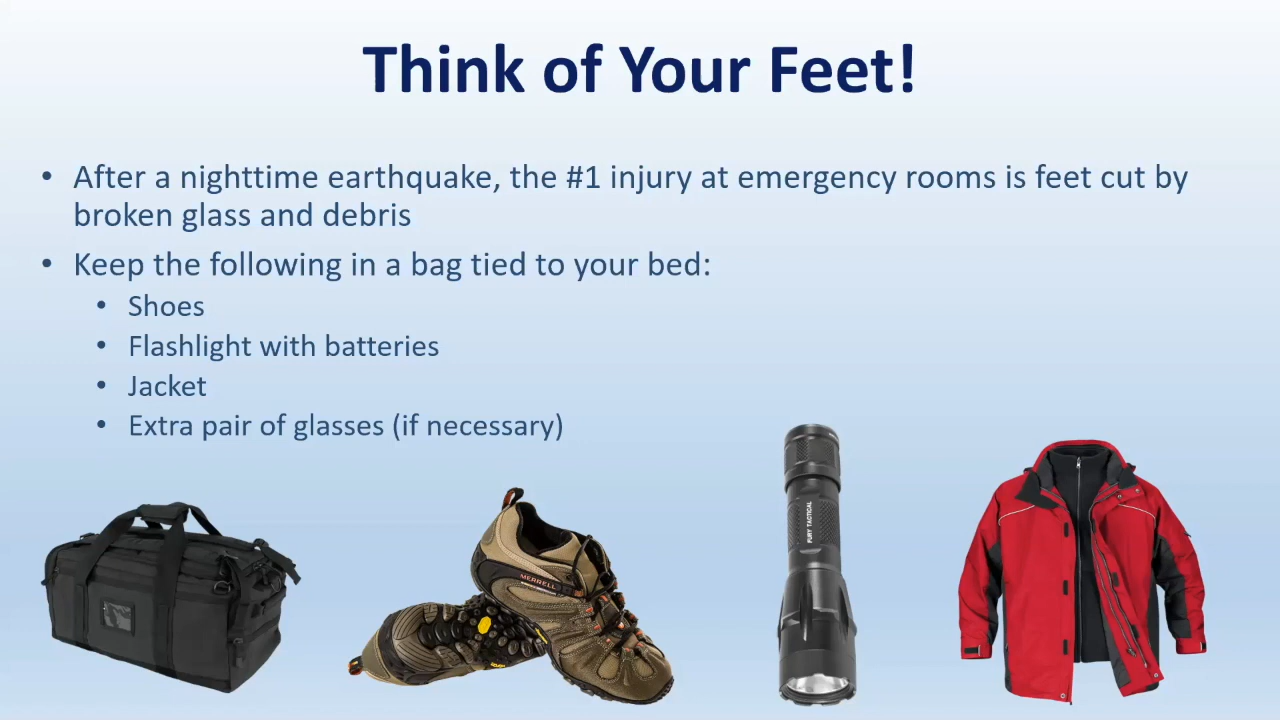 Think of Your Feet!
• After a nighttime earthquake, the #1 injury at emergency rooms is feet cut by
broken glass and debris
• Keep the following in a bag tied to your bed:
• Shoes
• Flashlight with batteries
• Jacket
• Extra pair of glasses (if necessary)
FURY TACTICAL
MERRELL